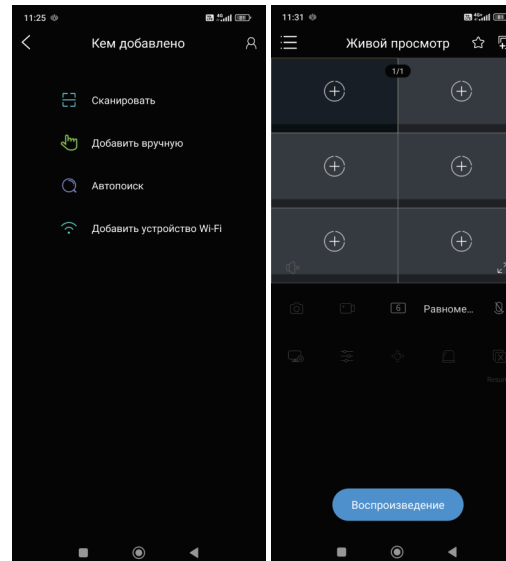 11:25
Кем добавлено
Сканировать
Добавить вручную
Автопоиск
Добавить устройство Wi-Fi
11:31
Живой просмотр
1/1
6
Равноме...
Воспроизведение